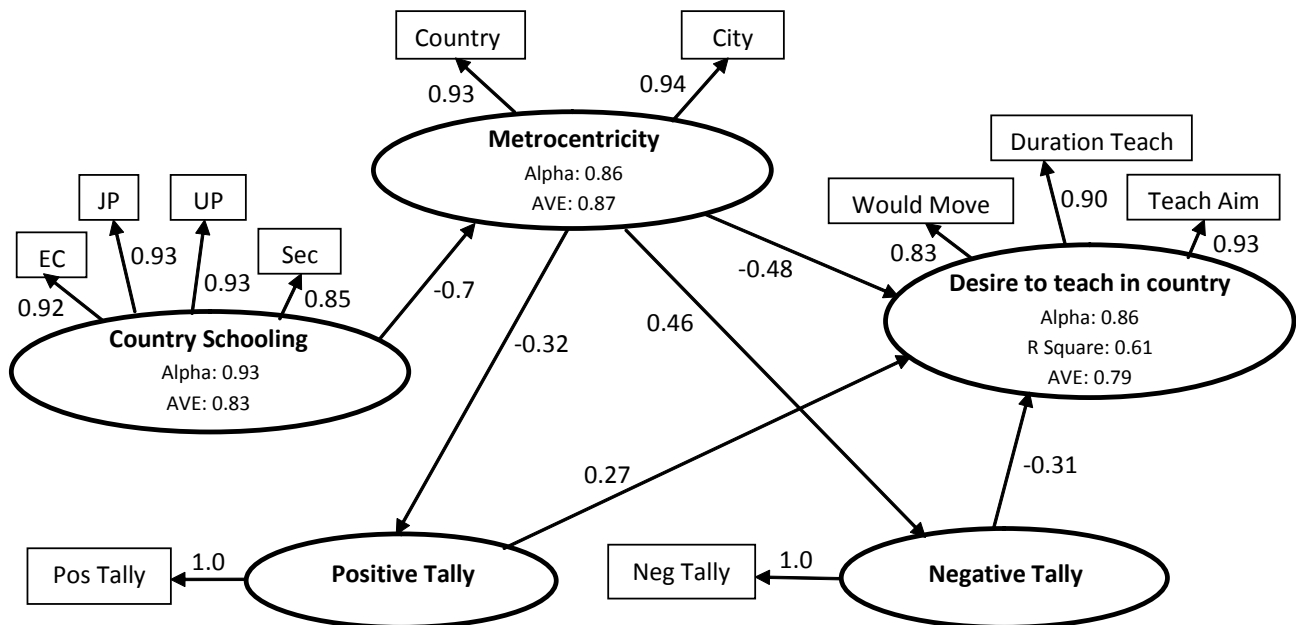 Country
City
0.93
0.94
Metrocentricity
Alpha: 0.86
AVE: 0.87
Duration Teach
Would Move
0.90
Teach Aim
0.83
0.93
JP
UP
EC
0.93
Sec
0.92
0.93
0.85
-0.7
-0.48
Desire to teach in country
Alpha: 0.86
R Square: 0.61
AVE: 0.79
Country Schooling
Alpha: 0.93
AVE: 0.83
-0.32
0.46
0.27
-0.31
Pos Tally
1.0
Positive Tally
Neg Tally
1.0
Negative Tally